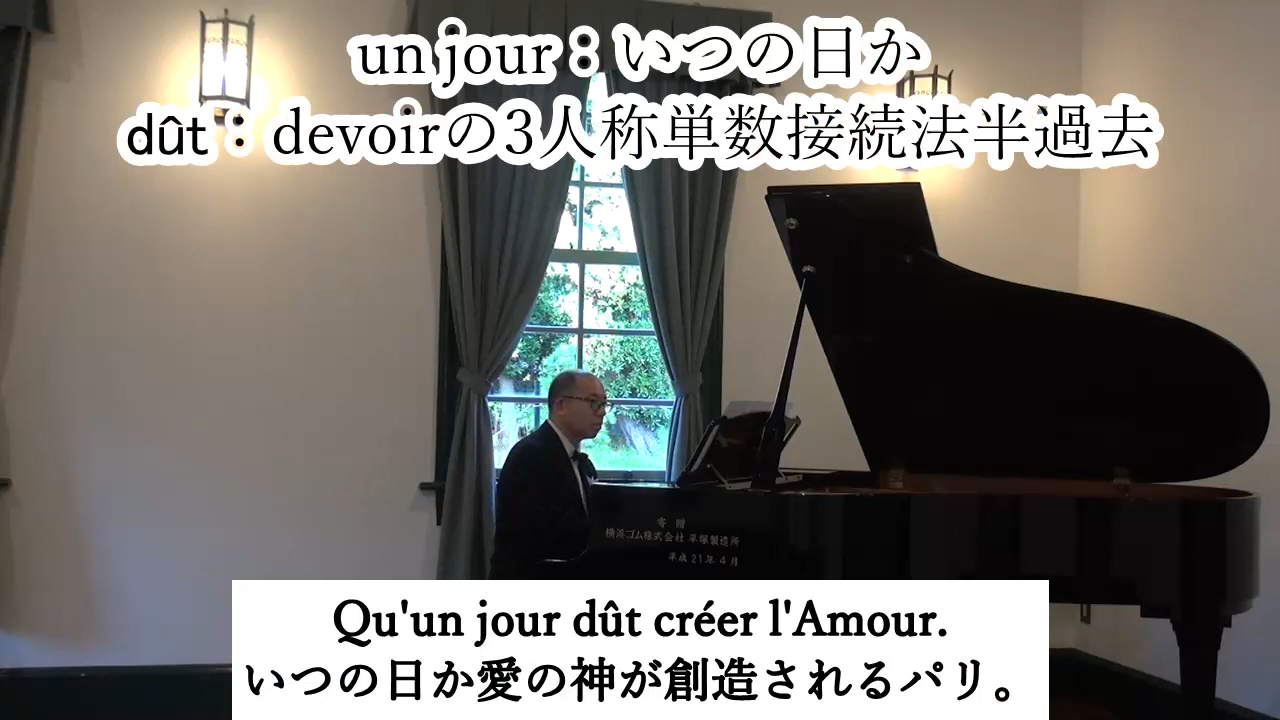 un jour：いつの日か
dût：devoirの3人称単数接続法半過去
寄贈
横浜ゴム株式会社 平塚製造所
平成21年4月
Qu'un jour dût créer l'Amour.
いつの日か愛の神が創造されるパリ。